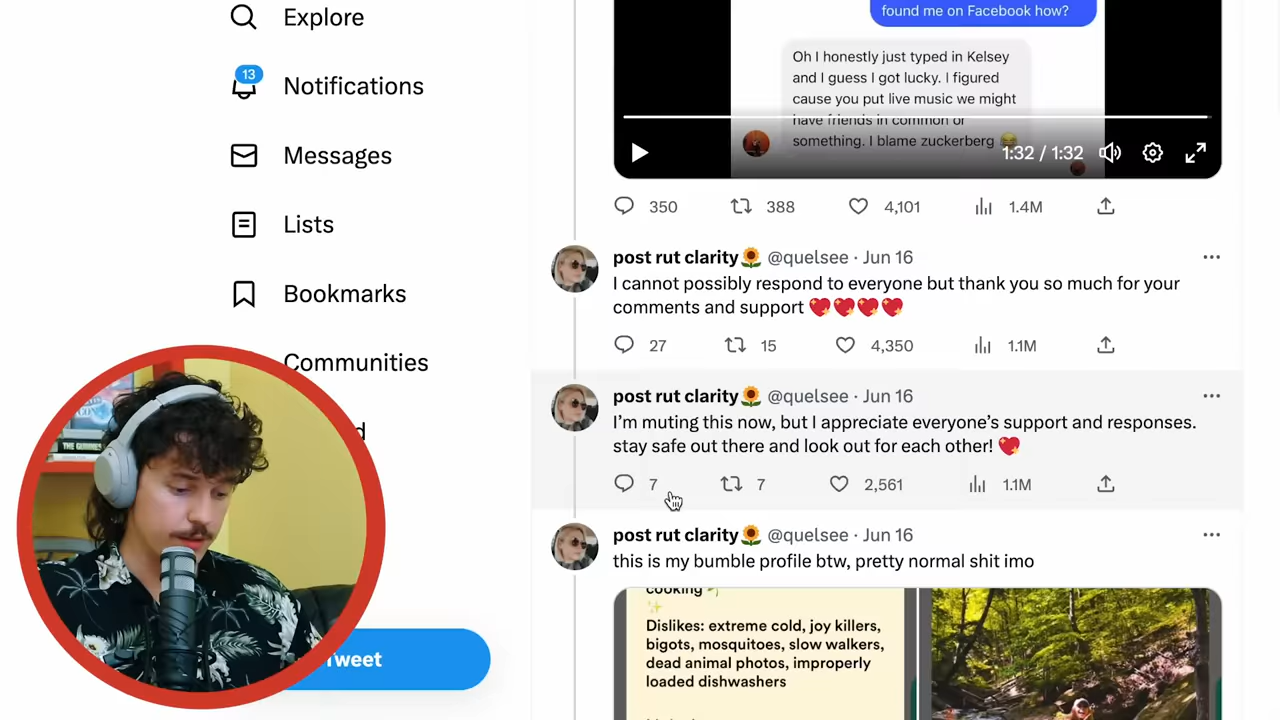 Explore
13
Notifications
Messages
Lists
Bookmarks
Communities
Tweet
found me on Facebook how?
Oh I honestly just typed in Kelsey
and I guess I got lucky. I figured
cause you put live music we might
have friends in common or
something. I blame zuckerberg 😂
1:32 / 1:32
350 388 4,101 1.4M
post rut clarity🌻 @quelsee · Jun 16
I cannot possibly respond to everyone but thank you so much for your
comments and support 💖💖💖💖
27 15 4,350 1.1M
post rut clarity🌻 @quelsee · Jun 16
I’m muting this now, but I appreciate everyone’s support and responses.
stay safe out there and look out for each other! 💖
7 7 2,561 1.1M
post rut clarity🌻 @quelsee · Jun 16
this is my bumble profile btw, pretty normal shit imo
cooking
✨
Dislikes: extreme cold, joy killers,
bigots, mosquitoes, slow walkers,
dead animal photos, improperly
loaded dishwashers